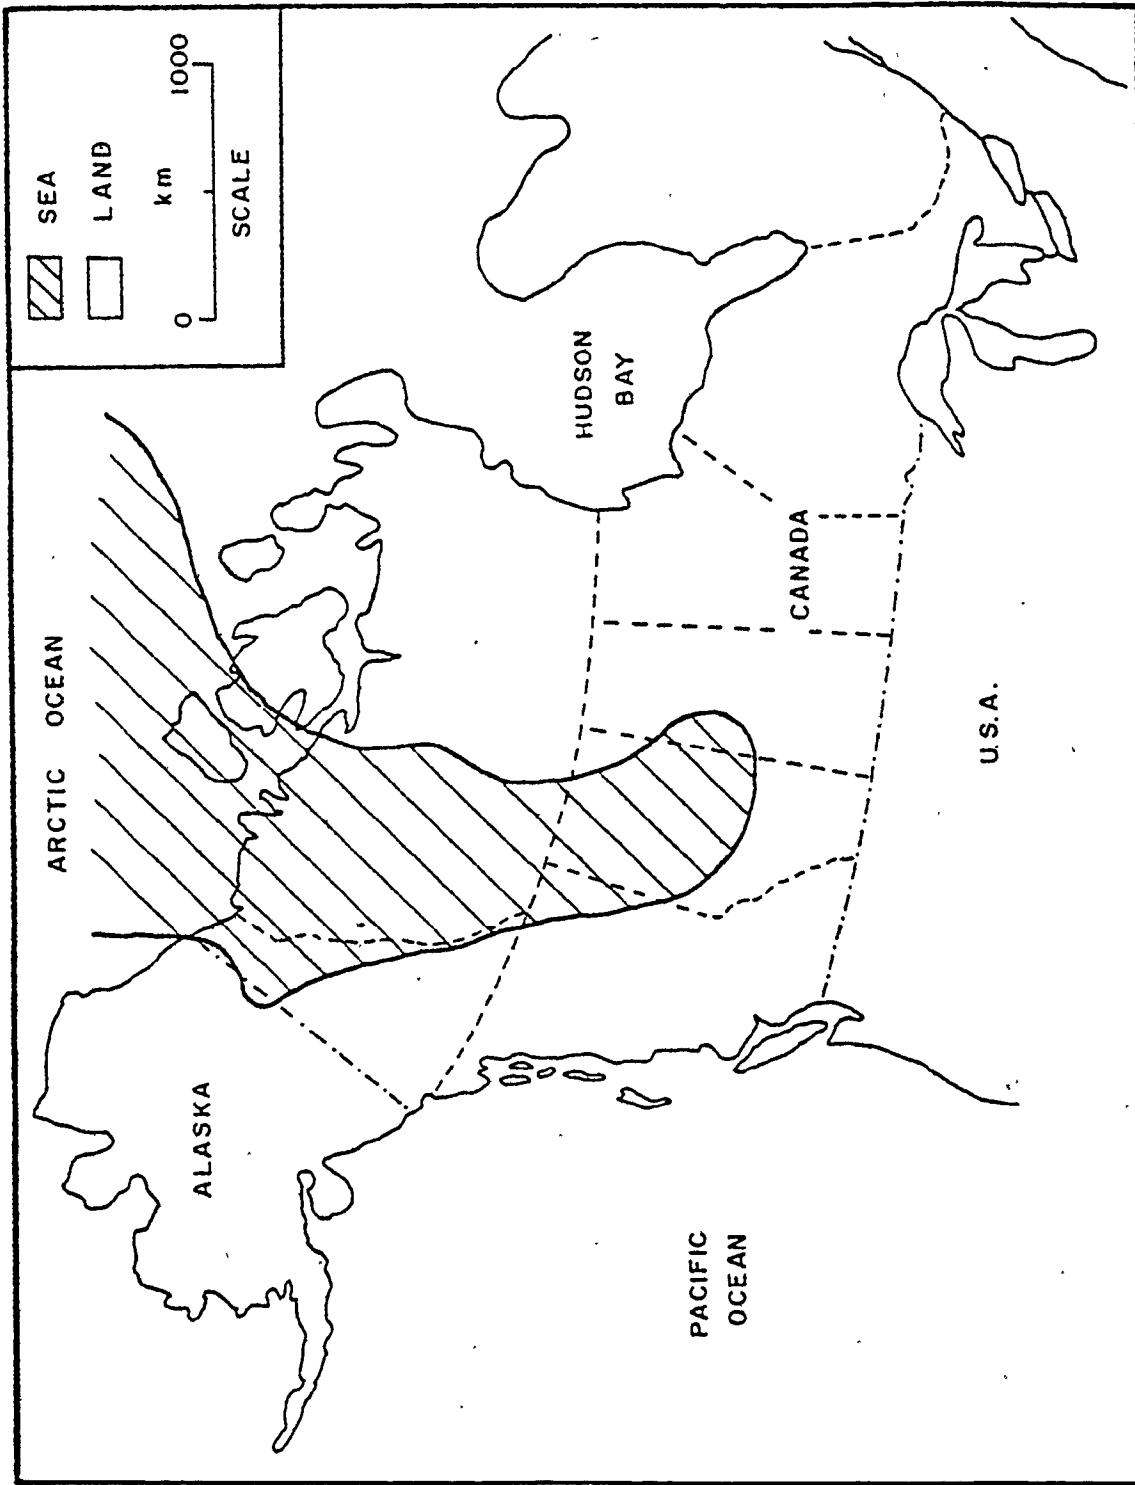 ARCTIC OCEAN
SEA
LAND
km
0 1000
SCALE
ALASKA
HUDSON
BAY
CANADA
PACIFIC
OCEAN
U.S.A.